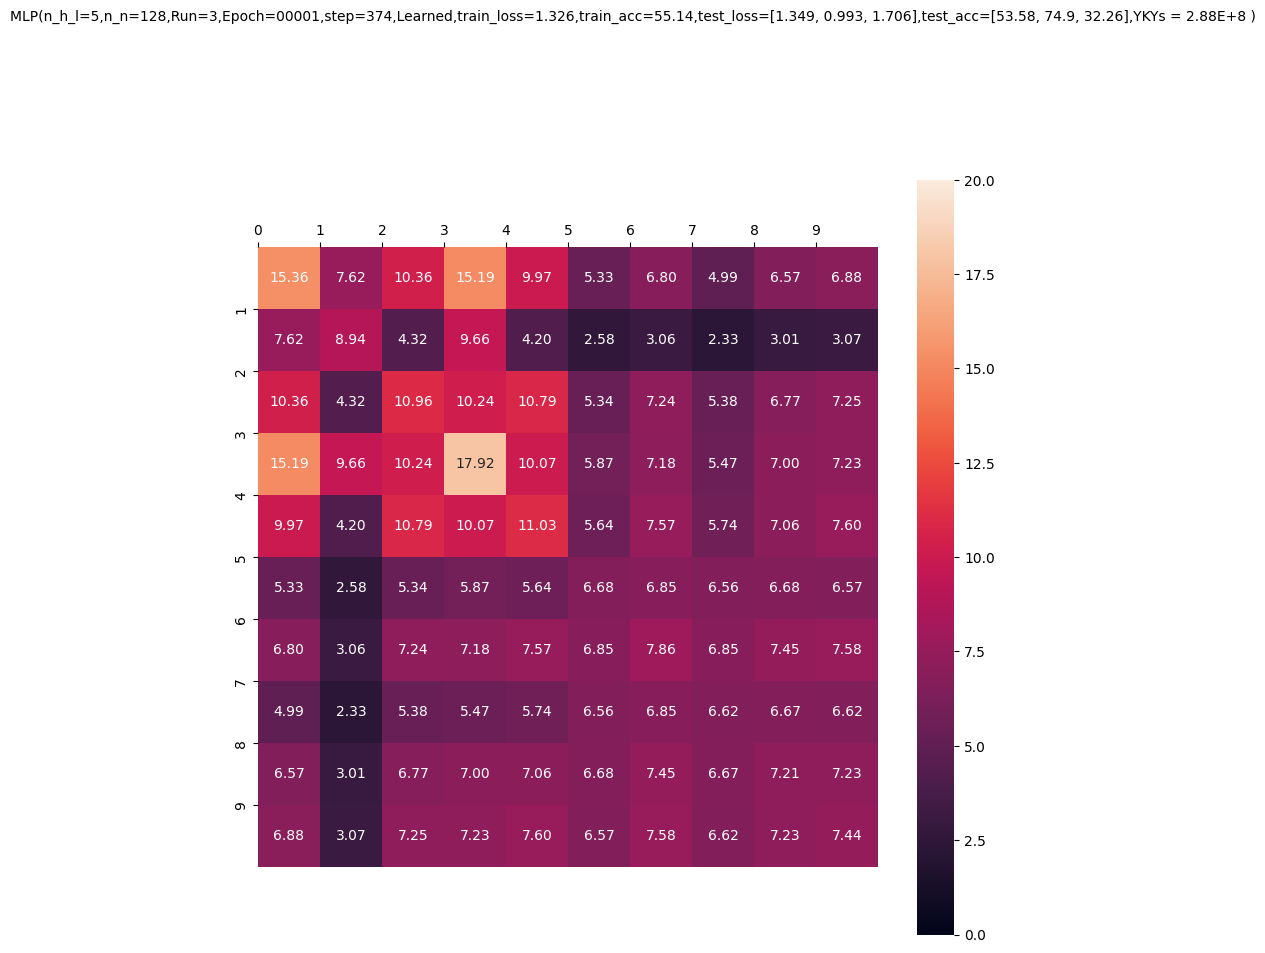 MLP(n_h_l=5,n_n=128,Run=3,Epoch=00001,step=374,Learned,train_loss=1.326,train_acc=55.14,test_loss=[1.349, 0.993, 1.706],test_acc=[53.58, 74.9, 32.26],YKYs = 2.88E+8 )
20.0
0 1 2 3 4 5 6 7 8 9
15.36 7.62 10.36 15.19 9.97 5.33 6.80 4.99 6.57 6.88
17.5
1
7.62 8.94 4.32 9.66 4.20 2.58 3.06 2.33 3.01 3.07
15.0
2
10.36 4.32 10.96 10.24 10.79 5.34 7.24 5.38 6.77 7.25
3
12.5
15.19 9.66 10.24 17.92 10.07 5.87 7.18 5.47 7.00 7.23
4
9.97 4.20 10.79 10.07 11.03 5.64 7.57 5.74 7.06 7.60
5
10.0
5.33 2.58 5.34 5.87 5.64 6.68 6.85 6.56 6.68 6.57
6
6.80 3.06 7.24 7.18 7.57 6.85 7.86 6.85 7.45 7.58
7.5
7
4.99 2.33 5.38 5.47 5.74 6.56 6.85 6.62 6.67 6.62
8
5.0
6.57 3.01 6.77 7.00 7.06 6.68 7.45 6.67 7.21 7.23
9
6.88 3.07 7.25 7.23 7.60 6.57 7.58 6.62 7.23 7.44
2.5
0.0